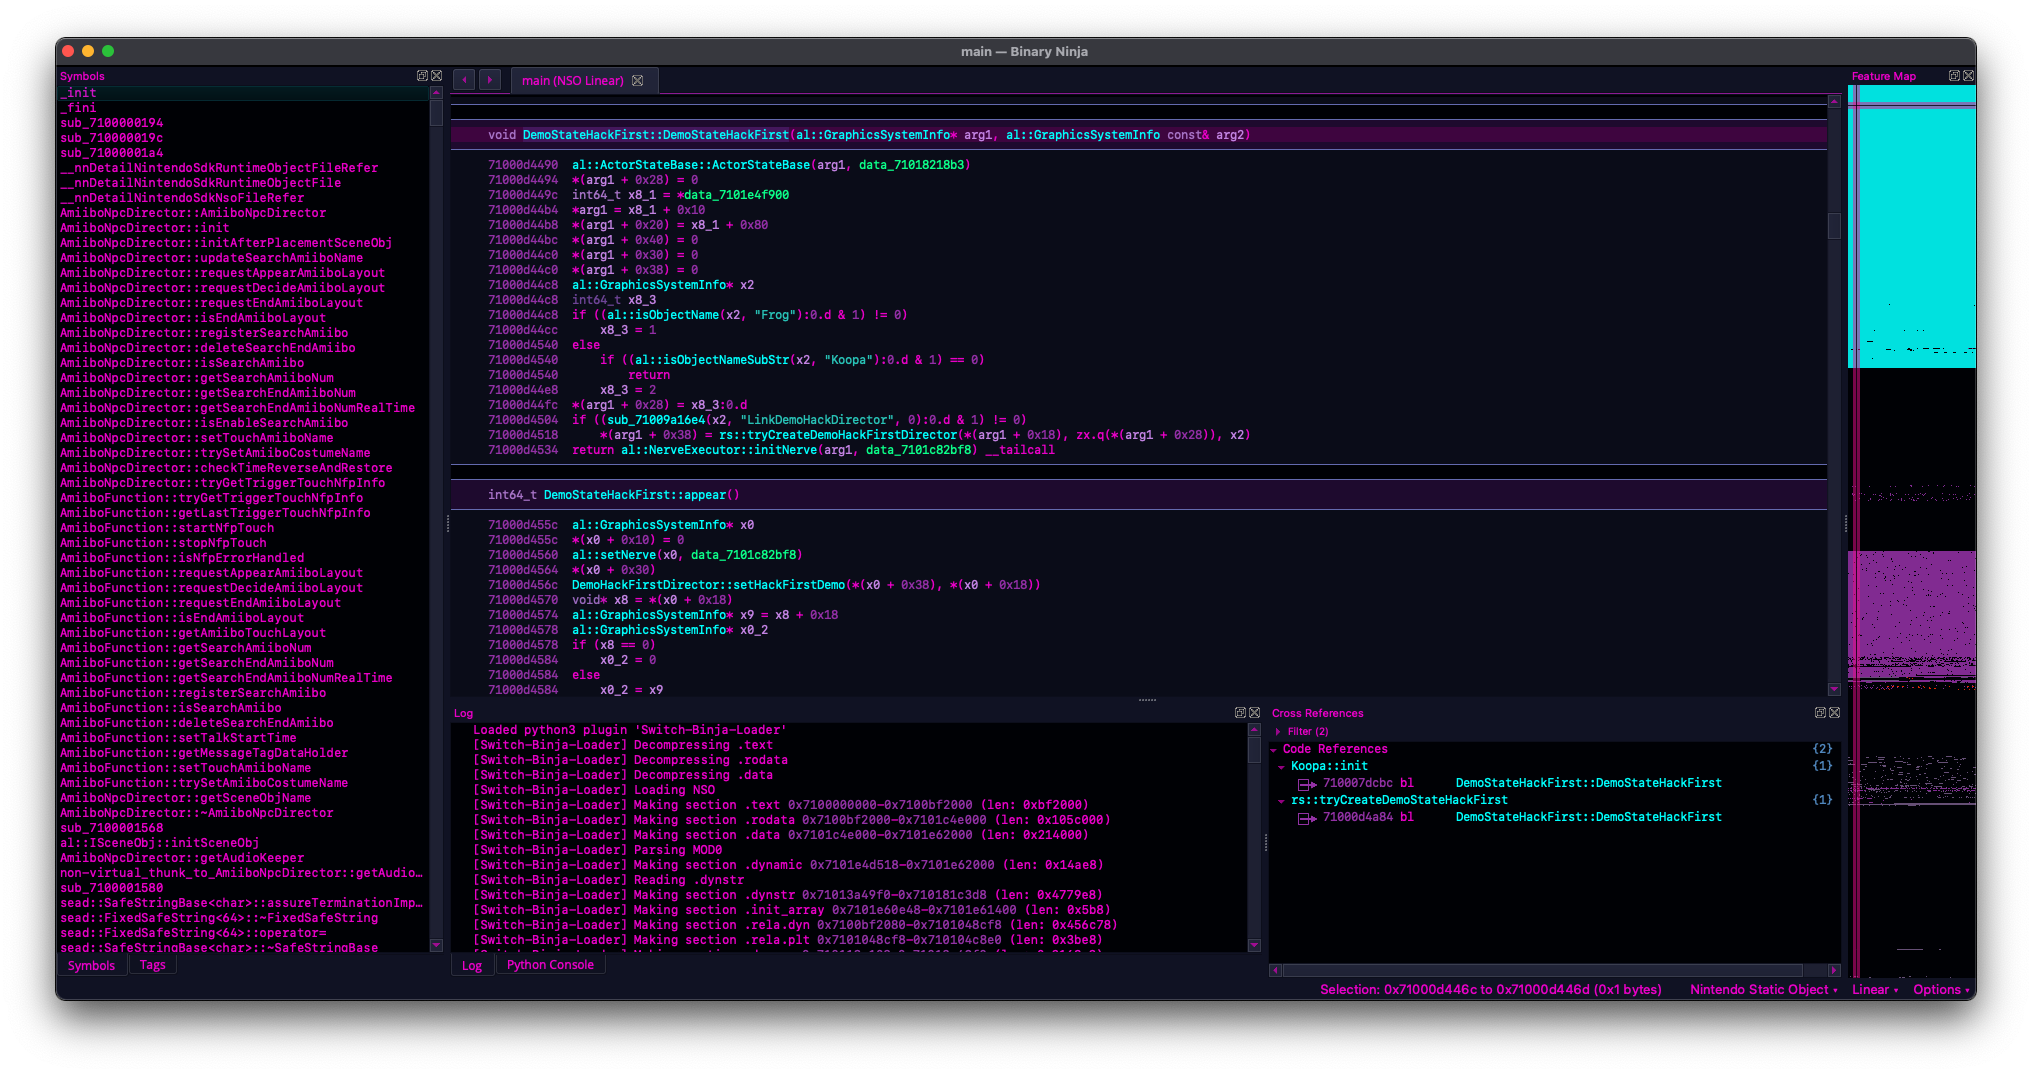 main — Binary Ninja
Symbols
_init
_fini
sub_7100000194
sub_710000019c
sub_71000001a4
__nnDetailNintendoSdkRuntimeObjectFileRefer
__nnDetailNintendoSdkRuntimeObjectFile
__nnDetailNintendoSdkNsoFileRefer
AmiiboNpcDirector::AmiiboNpcDirector
AmiiboNpcDirector::init
AmiiboNpcDirector::initAfterPlacementSceneObj
AmiiboNpcDirector::updateSearchAmiiboName
AmiiboNpcDirector::requestAppearAmiiboLayout
AmiiboNpcDirector::requestDecideAmiiboLayout
AmiiboNpcDirector::requestEndAmiiboLayout
AmiiboNpcDirector::isEndAmiiboLayout
AmiiboNpcDirector::registerSearchAmiibo
AmiiboNpcDirector::deleteSearchEndAmiibo
AmiiboNpcDirector::isSearchAmiibo
AmiiboNpcDirector::getSearchAmiiboNum
AmiiboNpcDirector::getSearchEndAmiiboNum
AmiiboNpcDirector::getSearchEndAmiiboNumRealTime
AmiiboNpcDirector::isEnableSearchAmiibo
AmiiboNpcDirector::setTouchAmiiboName
AmiiboNpcDirector::trySetAmiiboCostumeName
AmiiboNpcDirector::checkTimeReverseAndRestore
AmiiboNpcDirector::tryGetTriggerTouchNfpInfo
AmiiboFunction::tryGetTriggerTouchNfpInfo
AmiiboFunction::getLastTriggerTouchNfpInfo
AmiiboFunction::startNfpTouch
AmiiboFunction::stopNfpTouch
AmiiboFunction::isNfpErrorHandled
AmiiboFunction::requestAppearAmiiboLayout
AmiiboFunction::requestDecideAmiiboLayout
AmiiboFunction::requestEndAmiiboLayout
AmiiboFunction::isEndAmiiboLayout
AmiiboFunction::getAmiiboTouchLayout
AmiiboFunction::getSearchAmiiboNum
AmiiboFunction::getSearchEndAmiiboNum
AmiiboFunction::getSearchEndAmiiboNumRealTime
AmiiboFunction::registerSearchAmiibo
AmiiboFunction::isSearchAmiibo
AmiiboFunction::deleteSearchEndAmiibo
AmiiboFunction::setTalkStartTime
AmiiboFunction::getMessageTagDataHolder
AmiiboFunction::setTouchAmiiboName
AmiiboFunction::trySetAmiiboCostumeName
AmiiboNpcDirector::getSceneObjName
AmiiboNpcDirector::~AmiiboNpcDirector
sub_7100001568
al::ISceneObj::initSceneObj
AmiiboNpcDirector::getAudioKeeper
non-virtual_thunk_to_AmiiboNpcDirector::getAudio…
sub_7100001580
sead::SafeStringBase<char>::assureTerminationImp…
sead::FixedSafeString<64>::~FixedSafeString
sead::FixedSafeString<64>::operator=
sead::SafeStringBase<char>::~SafeStringBase
Symbols Tags
main (NSO Linear)
void DemoStateHackFirst::DemoStateHackFirst(al::GraphicsSystemInfo* arg1, al::GraphicsSystemInfo const& arg2)
71000d4490 al::ActorStateBase::ActorStateBase(arg1, data_71018218b3)
71000d4494 *(arg1 + 0x28) = 0
71000d449c int64_t x8_1 = *data_7101e4f900
71000d44b4 *arg1 = x8_1 + 0x10
71000d44b8 *(arg1 + 0x20) = x8_1 + 0x80
71000d44bc *(arg1 + 0x40) = 0
71000d44c0 *(arg1 + 0x30) = 0
71000d44c0 *(arg1 + 0x38) = 0
71000d44c8 al::GraphicsSystemInfo* x2
71000d44c8 int64_t x8_3
71000d44c8 if ((al::isObjectName(x2, "Frog"):0.d & 1) != 0)
71000d44cc x8_3 = 1
71000d4540 else
71000d4540 if ((al::isObjectNameSubStr(x2, "Koopa"):0.d & 1) == 0)
71000d4540 return
71000d44e8 x8_3 = 2
71000d44fc *(arg1 + 0x28) = x8_3:0.d
71000d4504 if ((sub_71009a16e4(x2, "LinkDemoHackDirector", 0):0.d & 1) != 0)
71000d4518 *(arg1 + 0x38) = rs::tryCreateDemoHackFirstDirector(*(arg1 + 0x18), zx.q(*(arg1 + 0x28)), x2)
71000d4534 return al::NerveExecutor::initNerve(arg1, data_7101c82bf8) __tailcall
int64_t DemoStateHackFirst::appear()
71000d455c al::GraphicsSystemInfo* x0
71000d455c *(x0 + 0x10) = 0
71000d4560 al::setNerve(x0, data_7101c82bf8)
71000d4564 *(x0 + 0x30)
71000d456c DemoHackFirstDirector::setHackFirstDemo(*(x0 + 0x38), *(x0 + 0x18))
71000d4570 void* x8 = *(x0 + 0x18)
71000d4574 al::GraphicsSystemInfo* x9 = x8 + 0x18
71000d4578 al::GraphicsSystemInfo* x0_2
71000d4578 if (x8 == 0)
71000d4584 x0_2 = 0
71000d4584 else
71000d4584 x0_2 = x9
Log
Loaded python3 plugin 'Switch-Binja-Loader'
[Switch-Binja-Loader] Decompressing .text
[Switch-Binja-Loader] Decompressing .rodata
[Switch-Binja-Loader] Decompressing .data
[Switch-Binja-Loader] Loading NSO
[Switch-Binja-Loader] Making section .text 0x7100000000-0x7100bf2000 (len: 0xbf2000)
[Switch-Binja-Loader] Making section .rodata 0x7100bf2000-0x7101c4e000 (len: 0x105c000)
[Switch-Binja-Loader] Making section .data 0x7101c4e000-0x7101e62000 (len: 0x214000)
[Switch-Binja-Loader] Parsing MOD0
[Switch-Binja-Loader] Making section .dynamic 0x7101e4d518-0x7101e62000 (len: 0x14ae8)
[Switch-Binja-Loader] Reading .dynstr
[Switch-Binja-Loader] Making section .dynstr 0x71013a49f0-0x710181c3d8 (len: 0x4779e8)
[Switch-Binja-Loader] Making section .init_array 0x7101e60e48-0x7101e61400 (len: 0x5b8)
[Switch-Binja-Loader] Making section .rela.dyn 0x7100bf2080-0x7101048cf8 (len: 0x456c78)
[Switch-Binja-Loader] Making section .rela.plt 0x7101048cf8-0x710104c8e0 (len: 0x3be8)
Log Python Console
Cross References
Filter (2)
Code References {2}
Koopa::init {1}
710007dcbc bl DemoStateHackFirst::DemoStateHackFirst
rs::tryCreateDemoStateHackFirst {1}
71000d4a84 bl DemoStateHackFirst::DemoStateHackFirst
Feature Map
Selection: 0x71000d446c to 0x71000d446d (0x1 bytes) Nintendo Static Object Linear Options